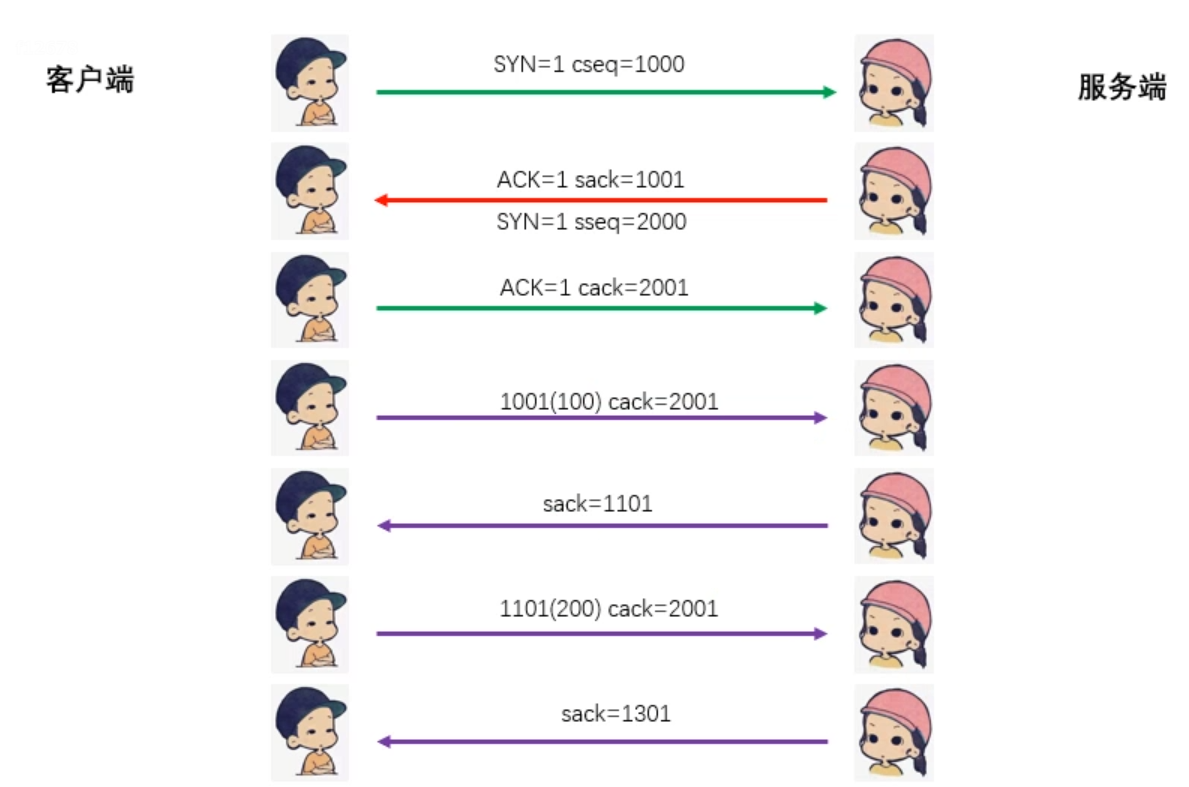 客户端
服务端
SYN=1 cseq=1000
ACK=1 sack=1001
SYN=1 sseq=2000
ACK=1 cack=2001
1001(100) cack=2001
sack=1101
1101(200) cack=2001
sack=1301